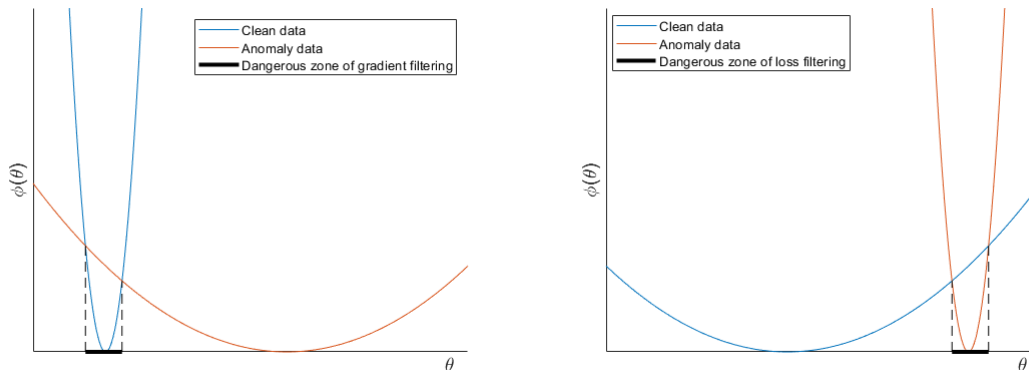 Clean data
Anomaly data
Dangerous zone of gradient filtering
ϕ(θ)
θ
Clean data
Anomaly data
Dangerous zone of loss filtering
ϕ(θ)
θ